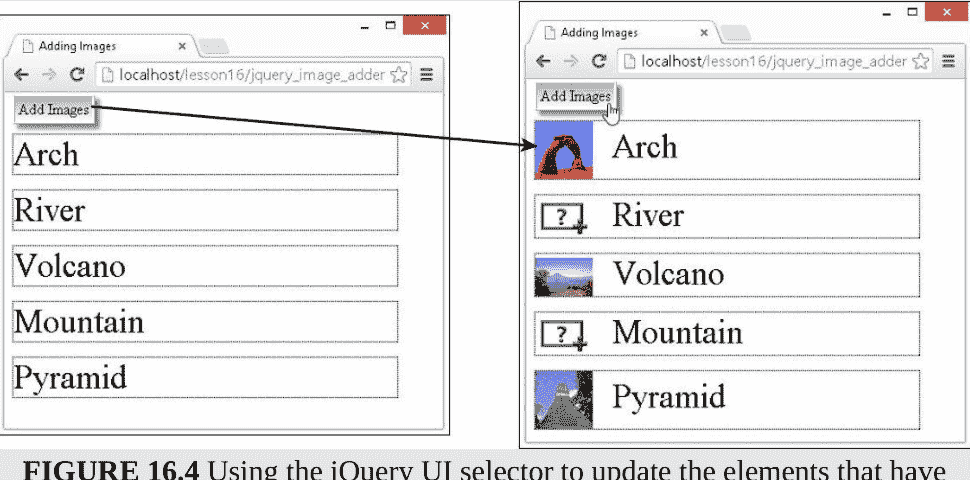 Adding Images
localhost/lesson16/jquery_image_adder
Add Images
Arch
River
Volcano
Mountain
Pyramid
Adding Images
localhost/lesson16/jquery_image_adder
Add Images
Arch
? River
Volcano
? Mountain
Pyramid
FIGURE 16.4 Using the jQuery UI selector to update the elements that have